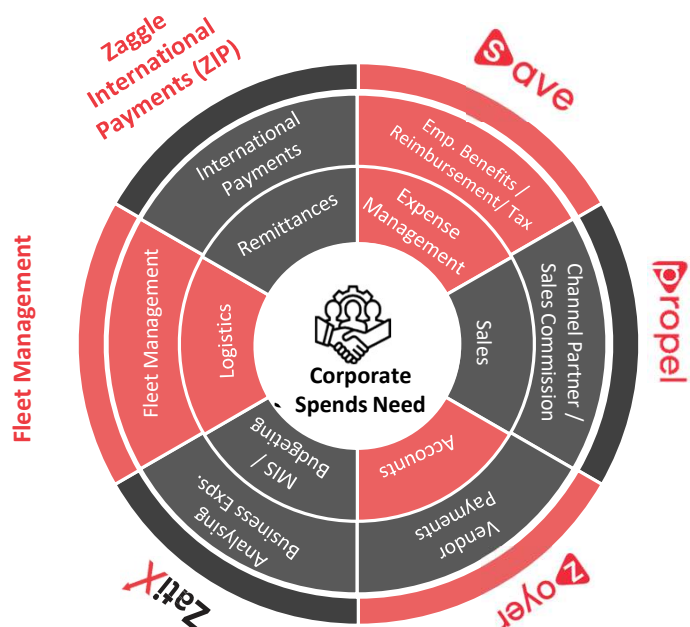 Zaggle
International
Payments (ZIP)
Save
International
Payments
Emp. Benefits /
Reimbursement/ Tax
Remittances
Expense
Management
Fleet Management
Fleet Management
Logistics
Corporate
Spends Need
Sales
Channel Partner /
Sales Commission
propel
MIS /
Budgeting
Accounts
Analysing
Business Exps.
Vendor
Payments
ZatiX
Zoyer